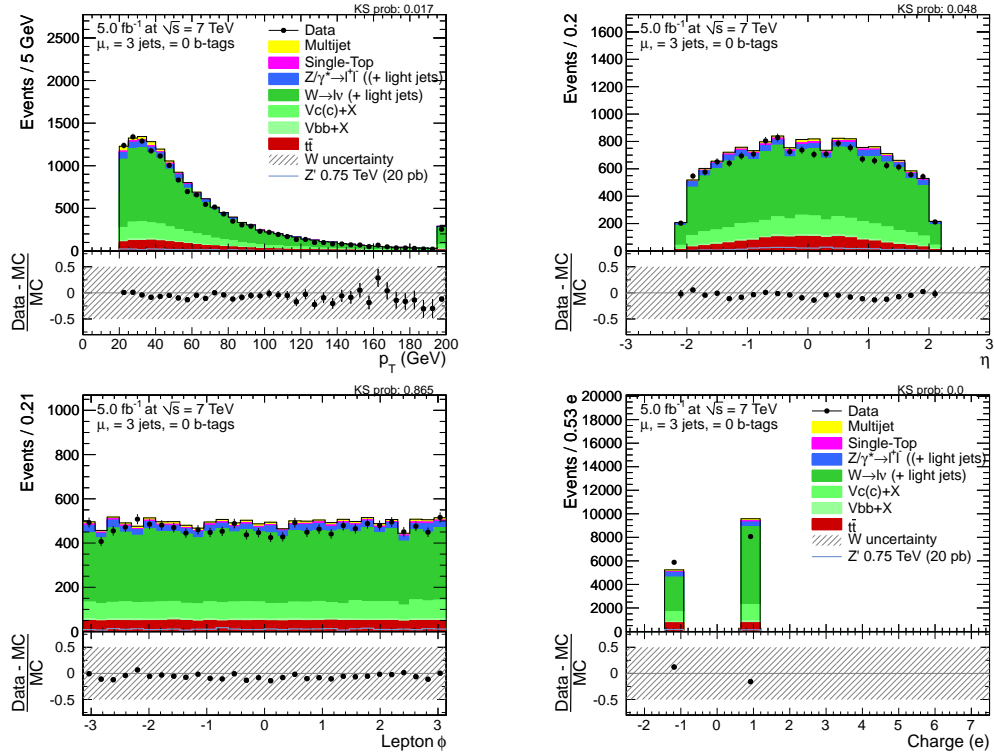 KS prob: 0.017
Events / 5 GeV
5.0 fb⁻¹ at √s = 7 TeV
μ, = 3 jets, = 0 b-tags
Data
Multijet
Single-Top
Z/γ*→l⁺l⁻ ((+ light jets)
W→lν (+ light jets)
Vc(c)+X
Vbb+X
tt̄
W uncertainty
Z' 0.75 TeV (20 pb)
2500
2000
1500
1000
500
0
Data - MC
MC
0.5
0
-0.5
0 20 40 60 80 100 120 140 160 180 200
p_T (GeV)
KS prob: 0.048
Events / 0.2
5.0 fb⁻¹ at √s = 7 TeV
μ, = 3 jets, = 0 b-tags
1600
1400
1200
1000
800
600
400
200
0
Data - MC
MC
0.5
0
-0.5
-3 -2 -1 0 1 2 3
η
KS prob: 0.865
Events / 0.21
5.0 fb⁻¹ at √s = 7 TeV
μ, = 3 jets, = 0 b-tags
1000
800
600
400
200
0
Data - MC
MC
0.5
0
-0.5
-3 -2 -1 0 1 2 3
Lepton ϕ
KS prob: 0.0
Events / 0.53 e
5.0 fb⁻¹ at √s = 7 TeV
μ, = 3 jets, = 0 b-tags
Data
Multijet
Single-Top
Z/γ*→l⁺l⁻ ((+ light jets)
W→lν (+ light jets)
Vc(c)+X
Vbb+X
tt̄
W uncertainty
Z' 0.75 TeV (20 pb)
20000
18000
16000
14000
12000
10000
8000
6000
4000
2000
0
Data - MC
MC
0.5
0
-0.5
-2 -1 0 1 2 3 4 5 6 7
Charge (e)